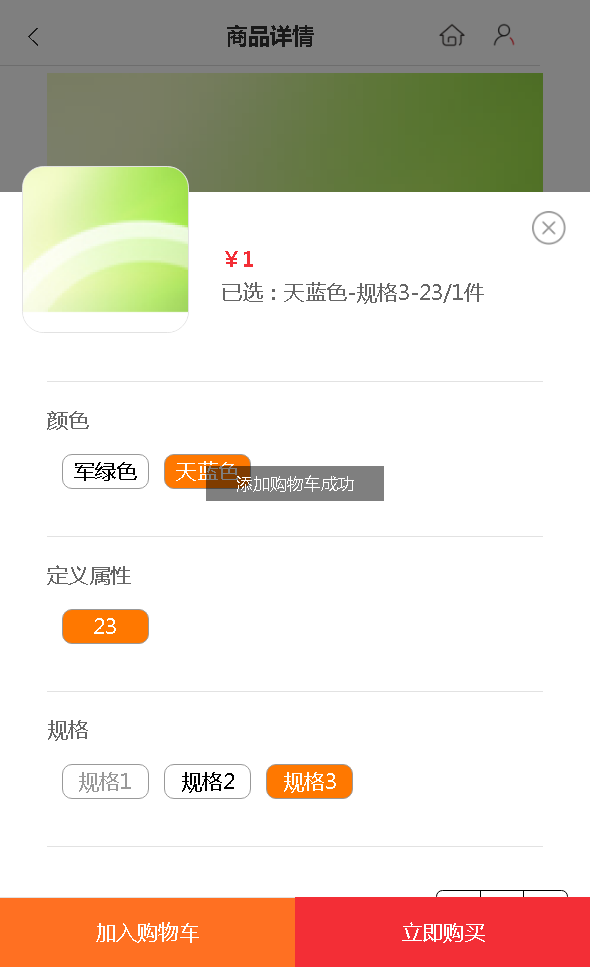 商品详情
￥1
已选：天蓝色-规格3-23/1件
颜色
军绿色 天蓝色
添加购物车成功
定义属性
23
规格
规格1 规格2 规格3
加入购物车 立即购买